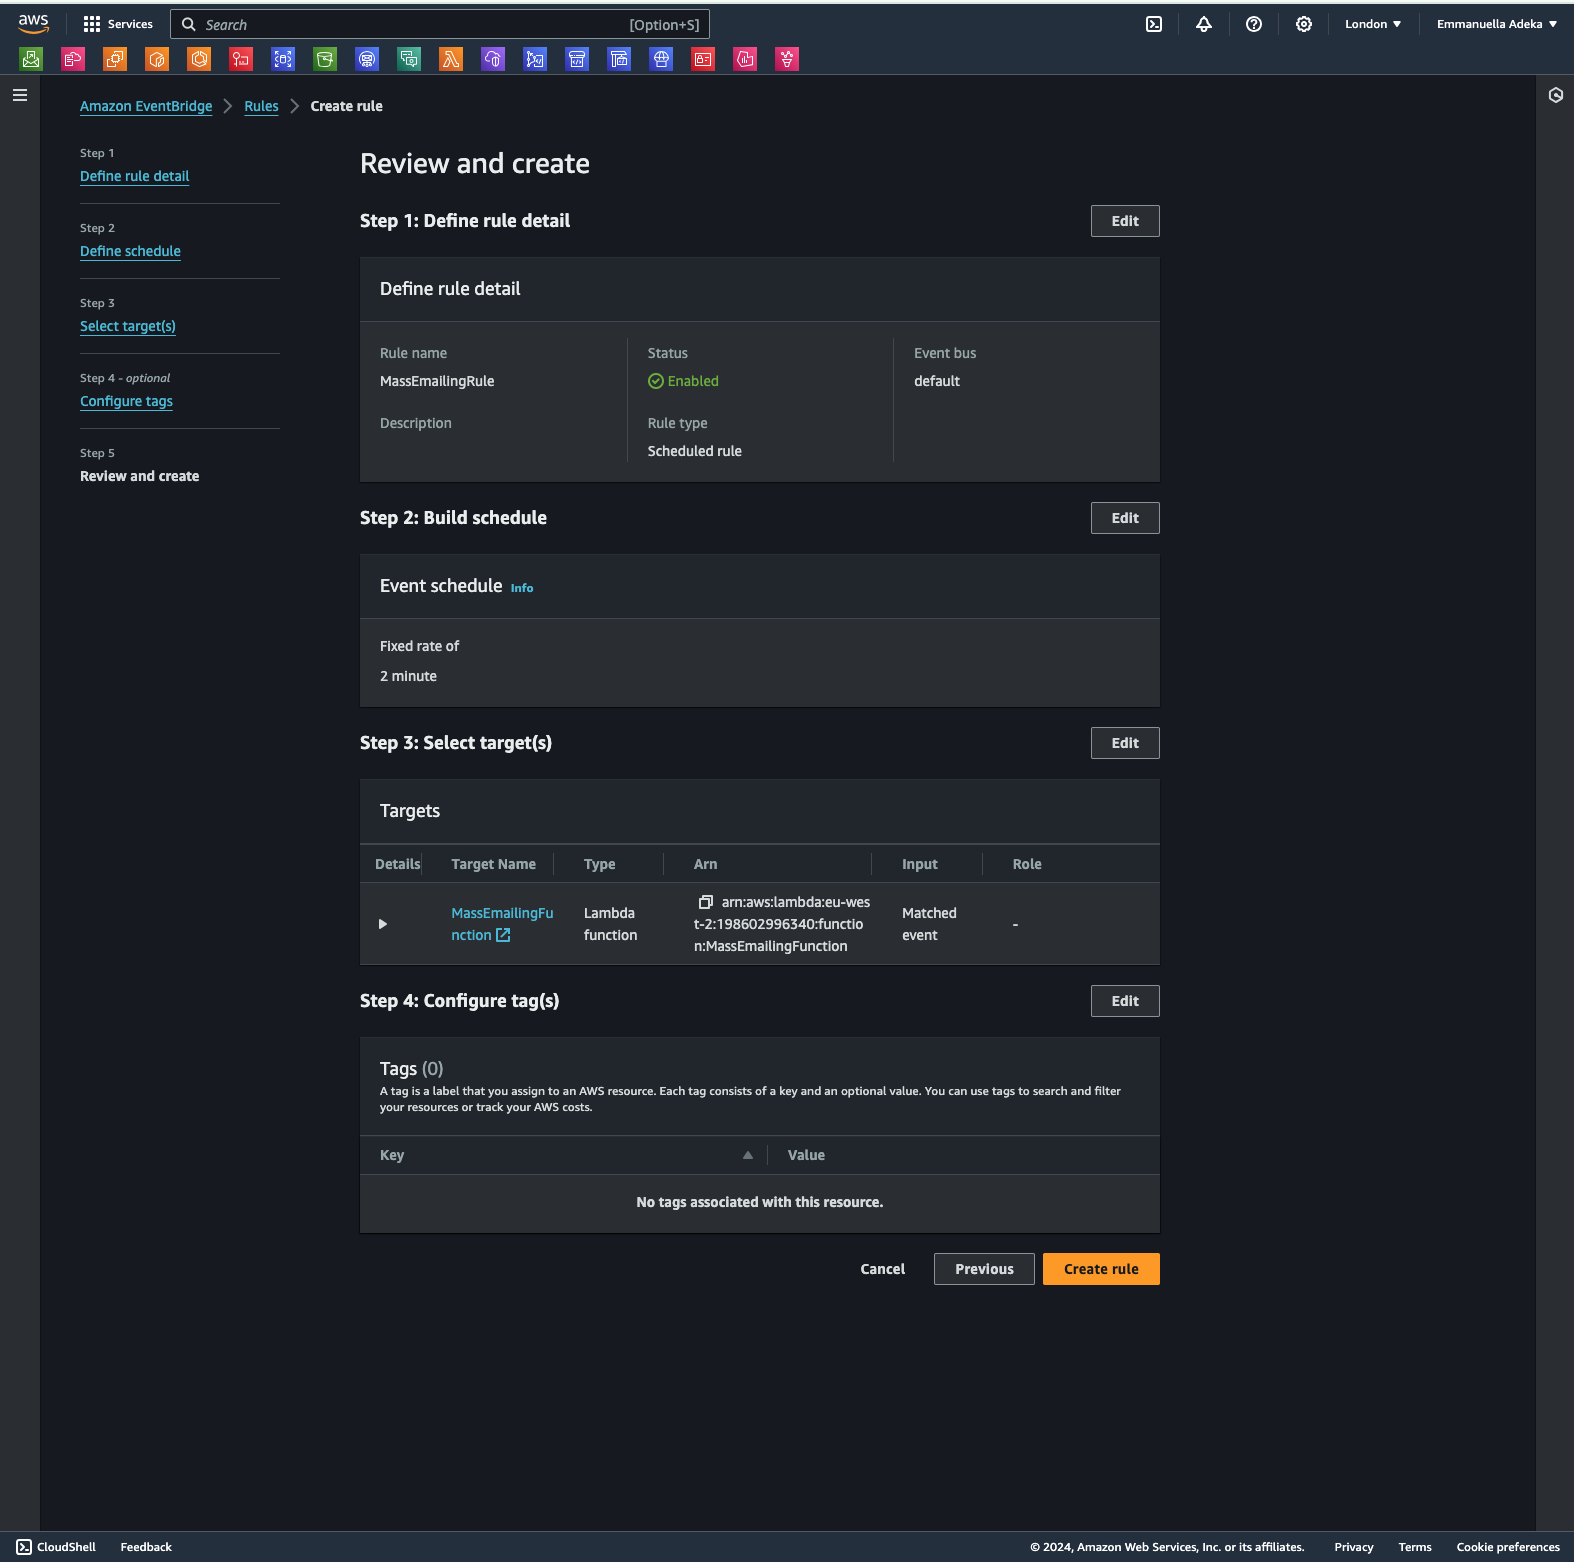 aws
Services
Search
[Option+S]
London
Emmanuella Adeka
Amazon EventBridge
Rules
Create rule
Step 1
Define rule detail
Step 2
Define schedule
Step 3
Select target(s)
Step 4 - optional
Configure tags
Step 5
Review and create
Review and create
Step 1: Define rule detail
Edit
Define rule detail
Rule name
MassEmailingRule
Description
Status
Enabled
Rule type
Scheduled rule
Event bus
default
Step 2: Build schedule
Edit
Event schedule Info
Fixed rate of
2 minute
Step 3: Select target(s)
Edit
Targets
Details
Target Name
Type
Arn
Input
Role
MassEmailingFu
nction
Lambda
function
arn:aws:lambda:eu-wes
t-2:198602996340:functio
n:MassEmailingFunction
Matched
event
-
Step 4: Configure tag(s)
Edit
Tags (0)
A tag is a label that you assign to an AWS resource. Each tag consists of a key and an optional value. You can use tags to search and filter
your resources or track your AWS costs.
Key
Value
No tags associated with this resource.
Cancel
Previous
Create rule
CloudShell
Feedback
© 2024, Amazon Web Services, Inc. or its affiliates.
Privacy
Terms
Cookie preferences